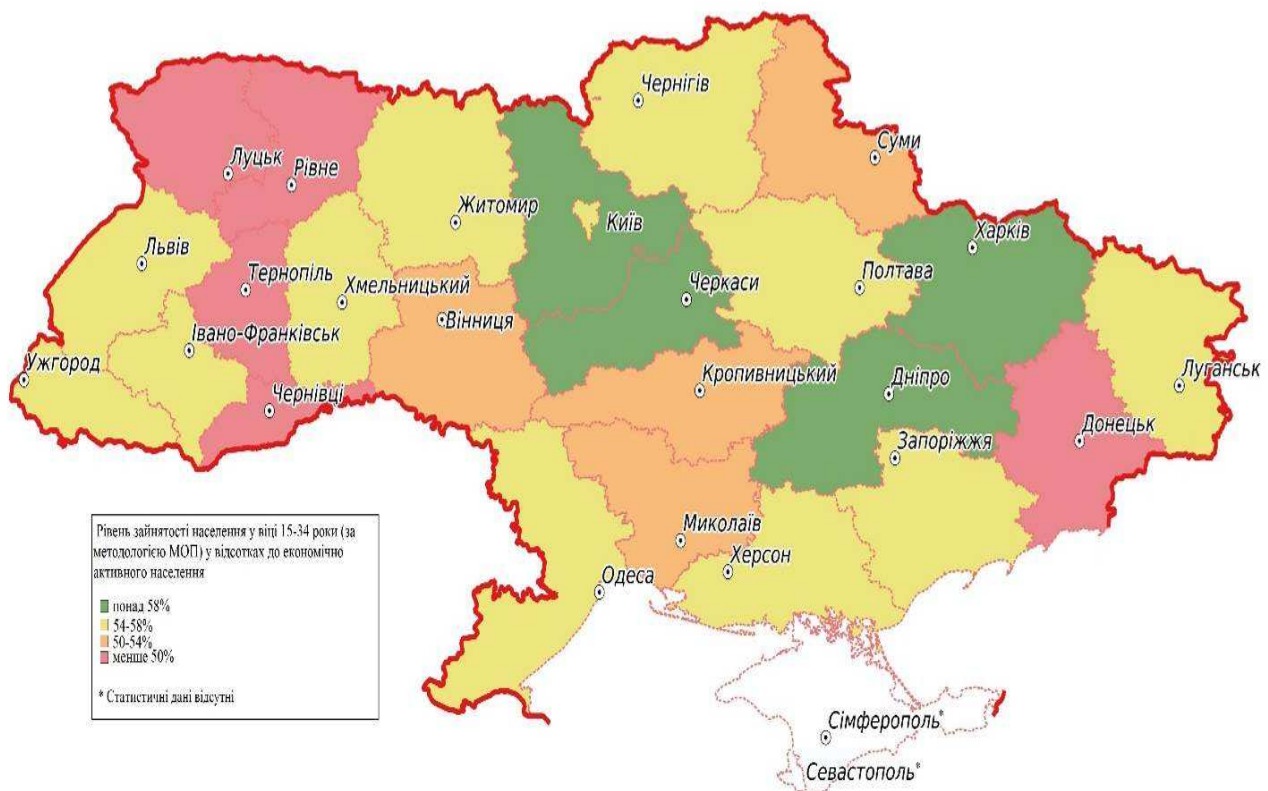 Чернігів
Суми
Луцьк
Рівне
Житомир
Київ
Харків
Львів
Тернопіль
Хмельницький
Черкаси
Полтава
Вінниця
Івано-Франківськ
Ужгород
Чернівці
Кропивницький
Дніпро
Луганськ
Донецьк
Запоріжжя
Миколаїв
Херсон
Одеса
Сімферополь*
Севастополь*
Рівень зайнятості населення у віці 15-34 роки (за
методологією МОП) у відсотках до економічно
активного населення
понад 58%
54-58%
50-54%
менше 50%
* Статистичні дані відсутні